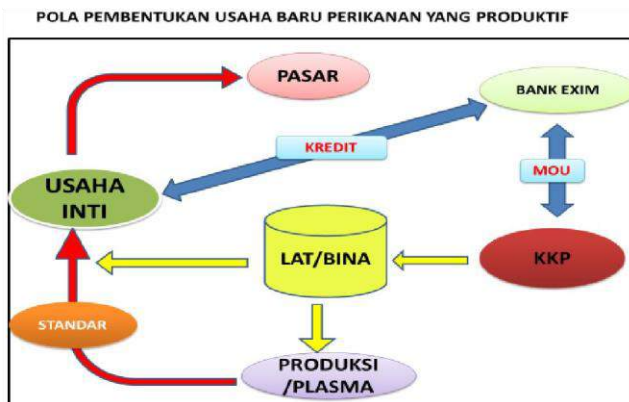 POLA PEMBENTUKAN USAHA BARU PERIKANAN YANG PRODUKTIF
PASAR
BANK EXIM
KREDIT
MOU
USAHA
INTI
LAT/BINA
KKP
STANDAR
PRODUKSI
/PLASMA